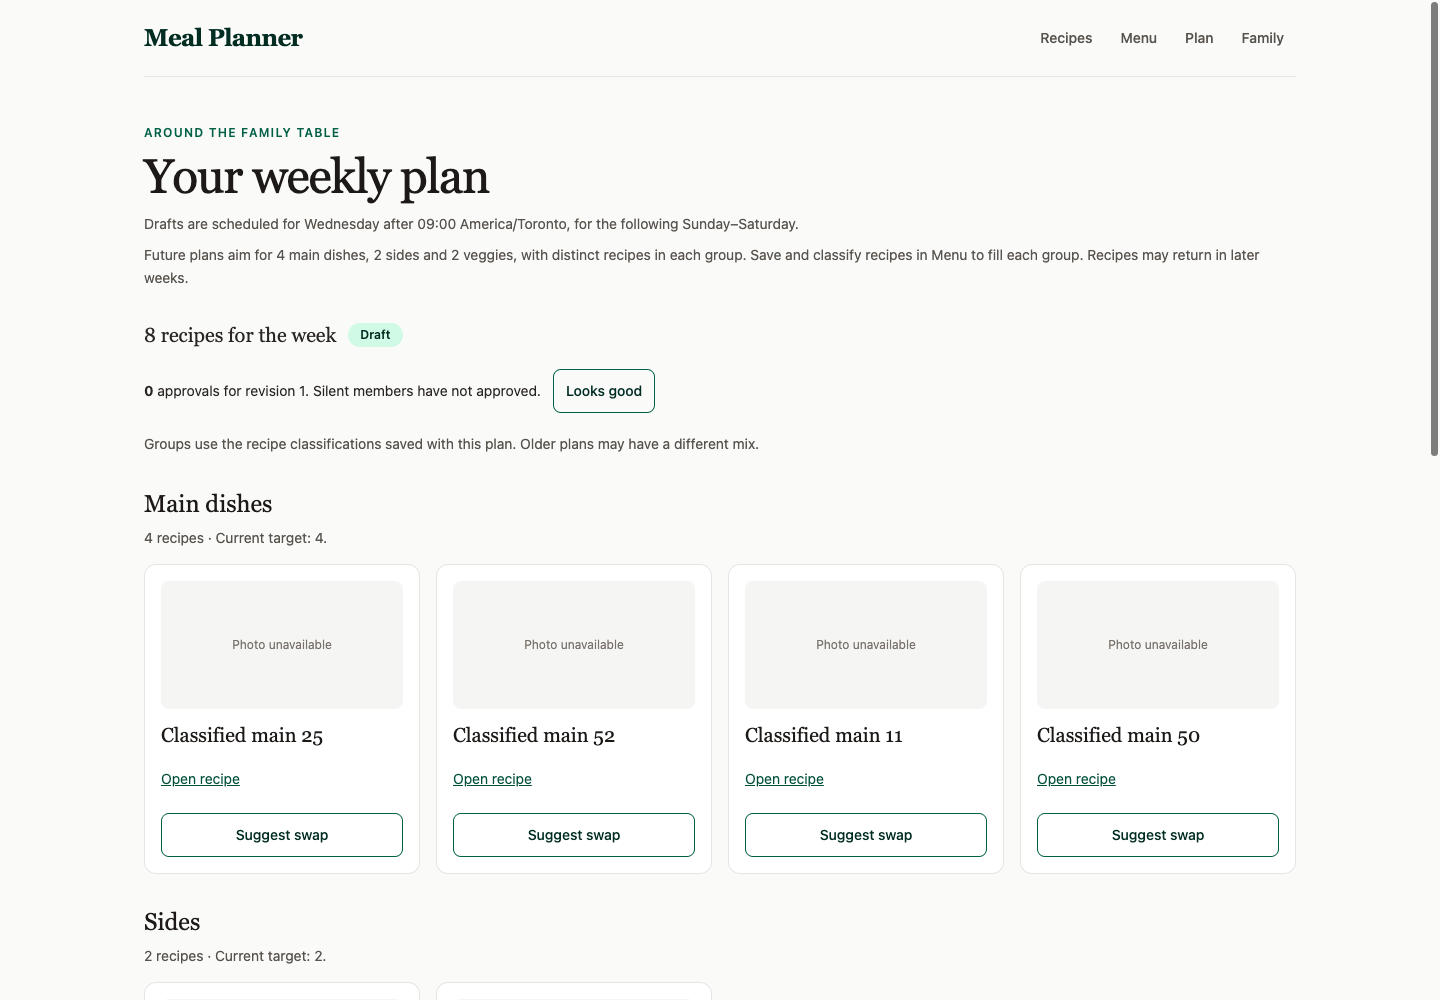 Meal Planner
Recipes Menu Plan Family
AROUND THE FAMILY TABLE
Your weekly plan
Drafts are scheduled for Wednesday after 09:00 America/Toronto, for the following Sunday–Saturday.
Future plans aim for 4 main dishes, 2 sides and 2 veggies, with distinct recipes in each group. Save and classify recipes in Menu to fill each group. Recipes may return in later
weeks.
8 recipes for the week Draft
0 approvals for revision 1. Silent members have not approved. Looks good
Groups use the recipe classifications saved with this plan. Older plans may have a different mix.
Main dishes
4 recipes · Current target: 4.
Photo unavailable Photo unavailable Photo unavailable Photo unavailable
Classified main 25 Classified main 52 Classified main 11 Classified main 50
Open recipe Open recipe Open recipe Open recipe
Suggest swap Suggest swap Suggest swap Suggest swap
Sides
2 recipes · Current target: 2.